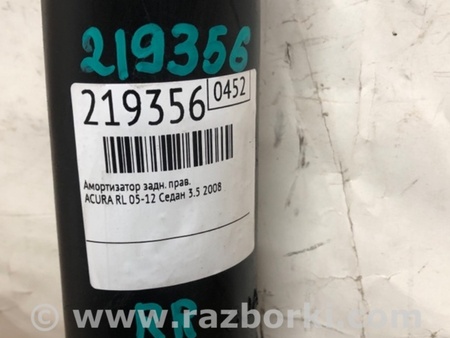 219356
219356 0452
Амортизатор задн. прав.
ACURA RL 05-12 Седан 3.5 2008
RR
www.razborki.com